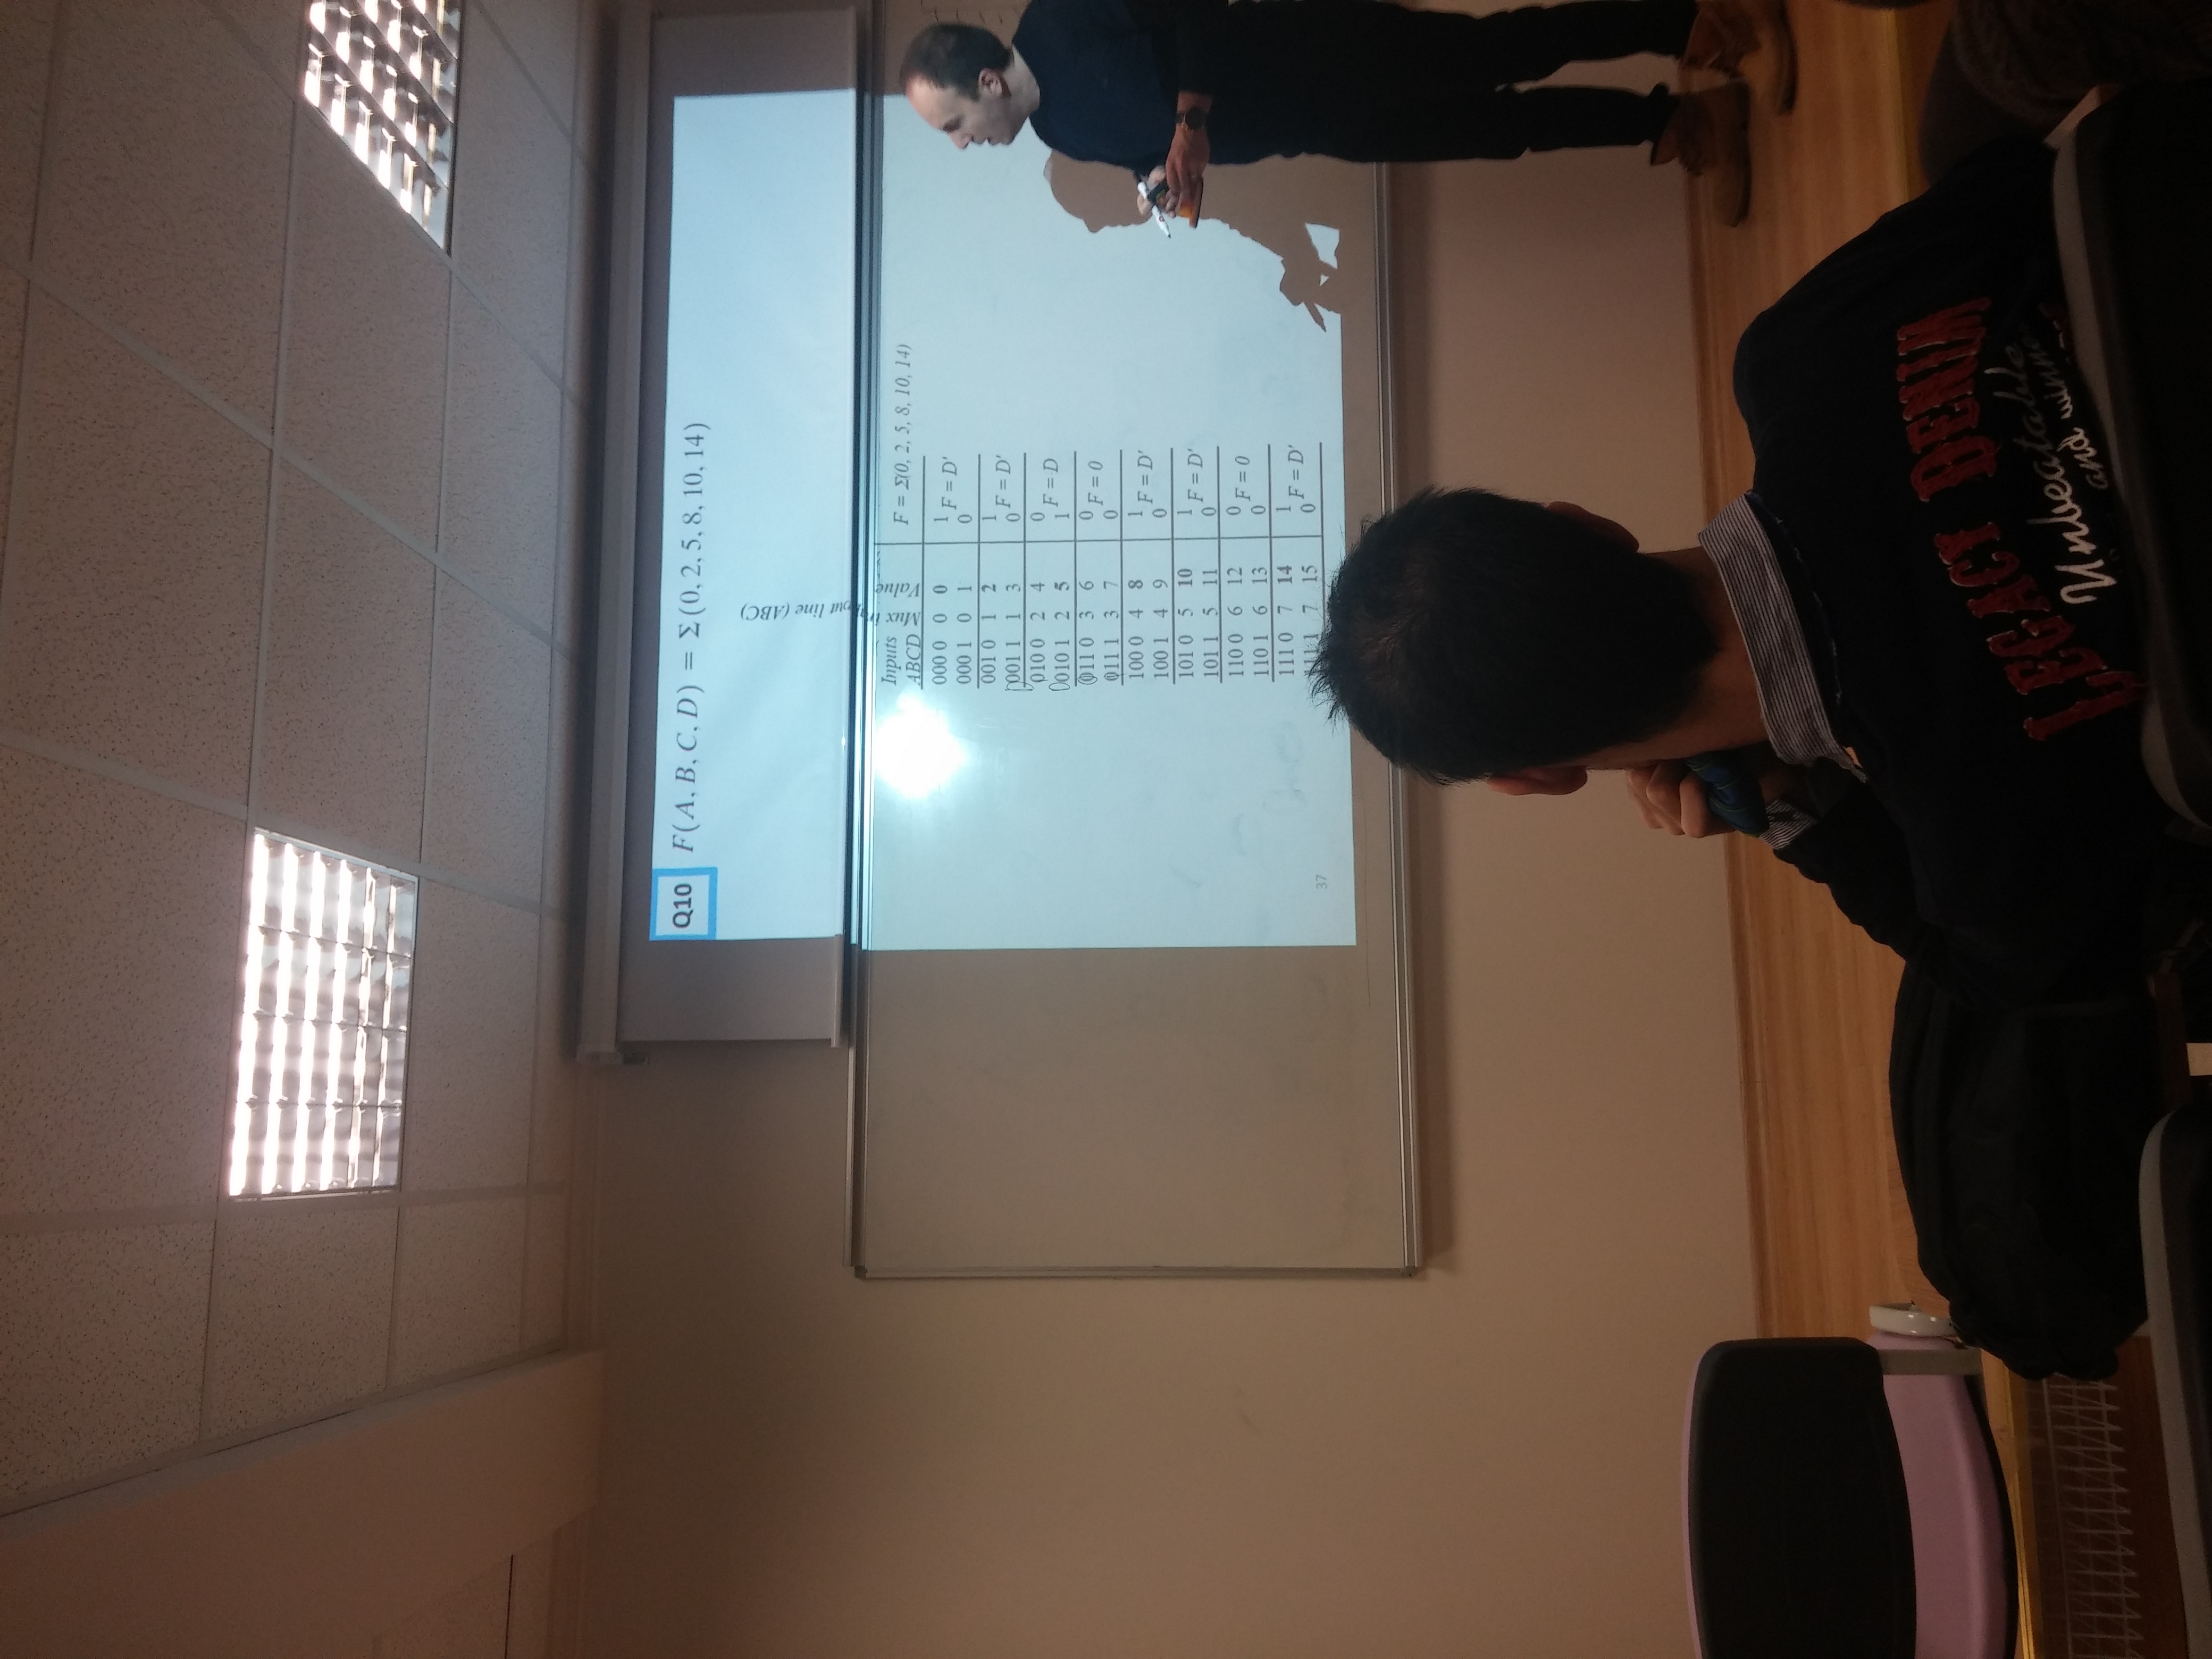 Q10 F(A, B, C, D) = Σ(0, 2, 5, 8, 10, 14)
Inputs
ABCD
Mux input line (ABC)
Value
F = Σ(0, 2, 5, 8, 10, 14)
000 0 0 0 1 F = D'
000 1 0 1 0
001 0 1 2 1 F = D'
001 1 1 3 0
010 0 2 4 0 F = D
010 1 2 5 1
011 0 3 6 0 F = 0
011 1 3 7 0
100 0 4 8 1 F = D'
100 1 4 9 0
101 0 5 10 1 F = D'
101 1 5 11 0
110 0 6 12 0 F = 0
110 1 6 13 0
111 0 7 14 1 F = D'
111 1 7 15 0
37
LEGACY DENIM
Unbeatable
and